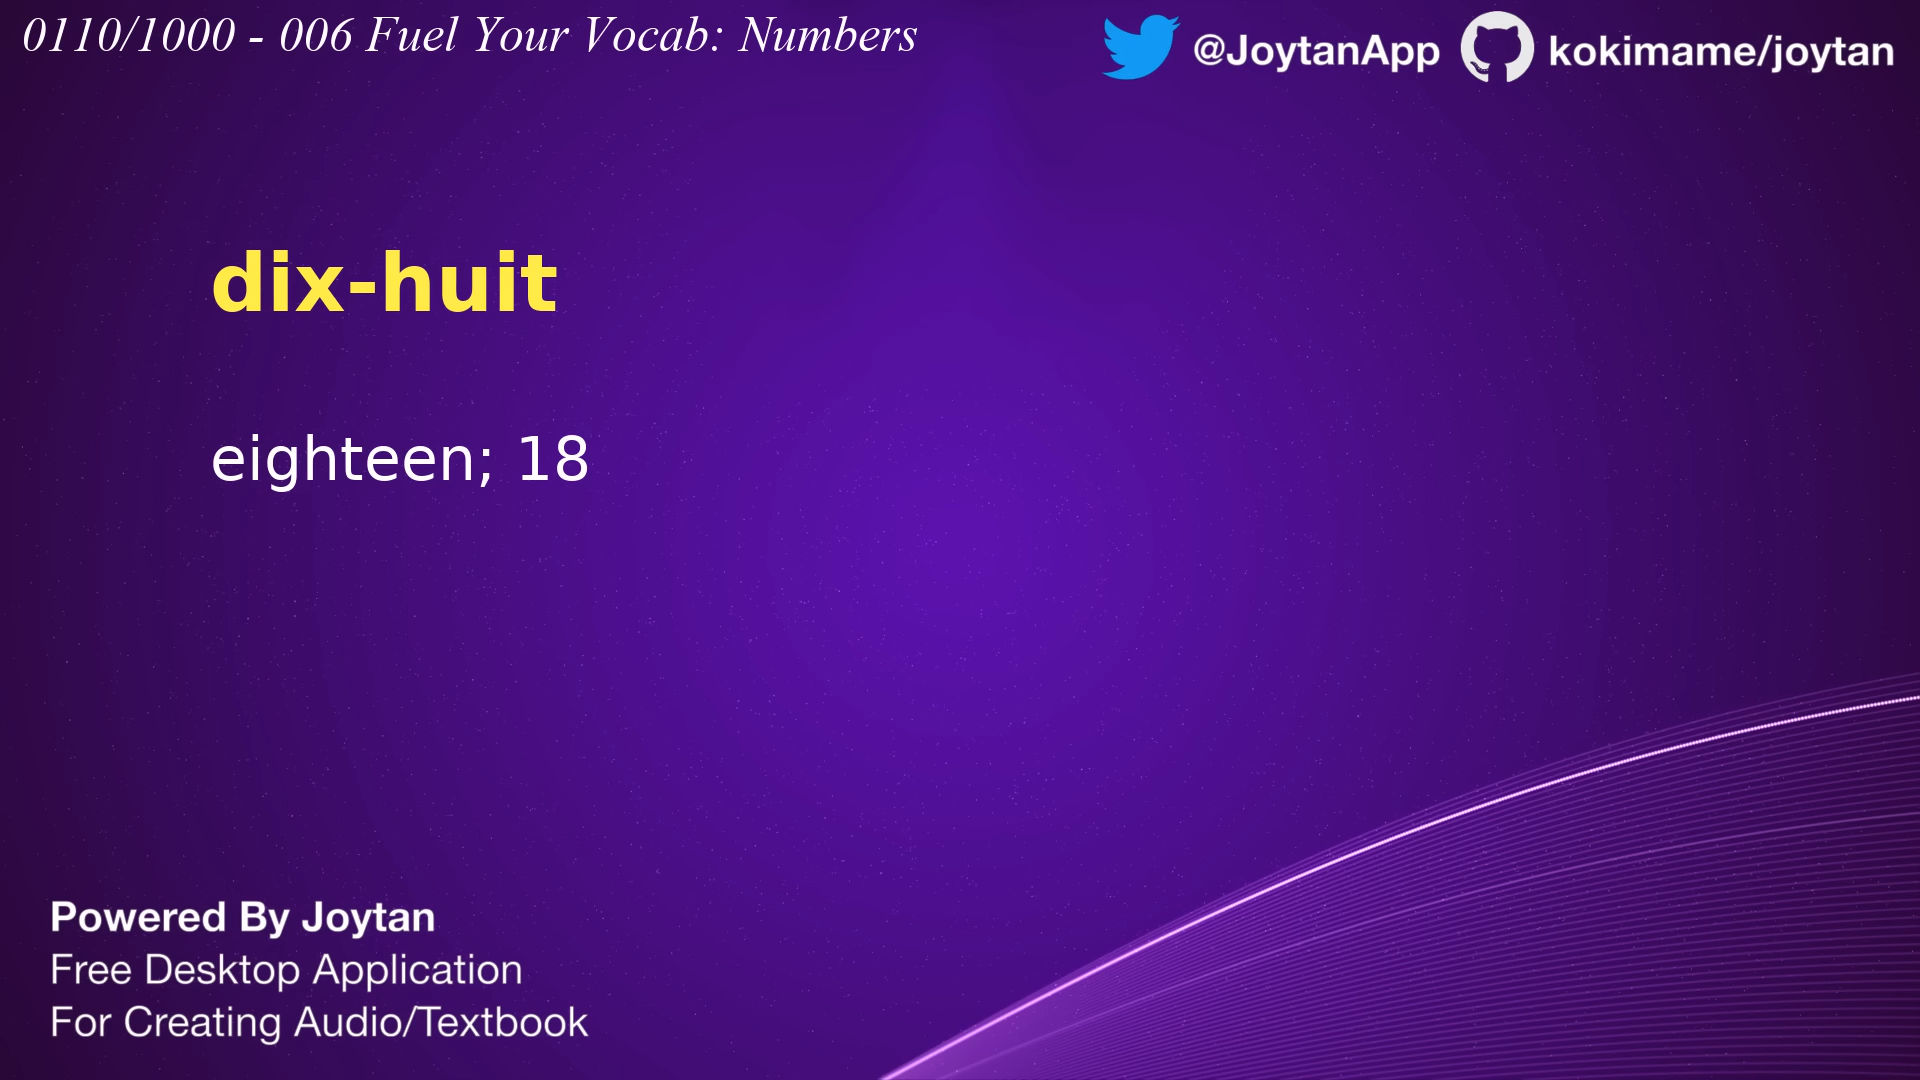 0110/1000 - 006 Fuel Your Vocab: Numbers
@JoytanApp
kokimame/joytan
dix-huit
eighteen; 18
Powered By Joytan
Free Desktop Application
For Creating Audio/Textbook